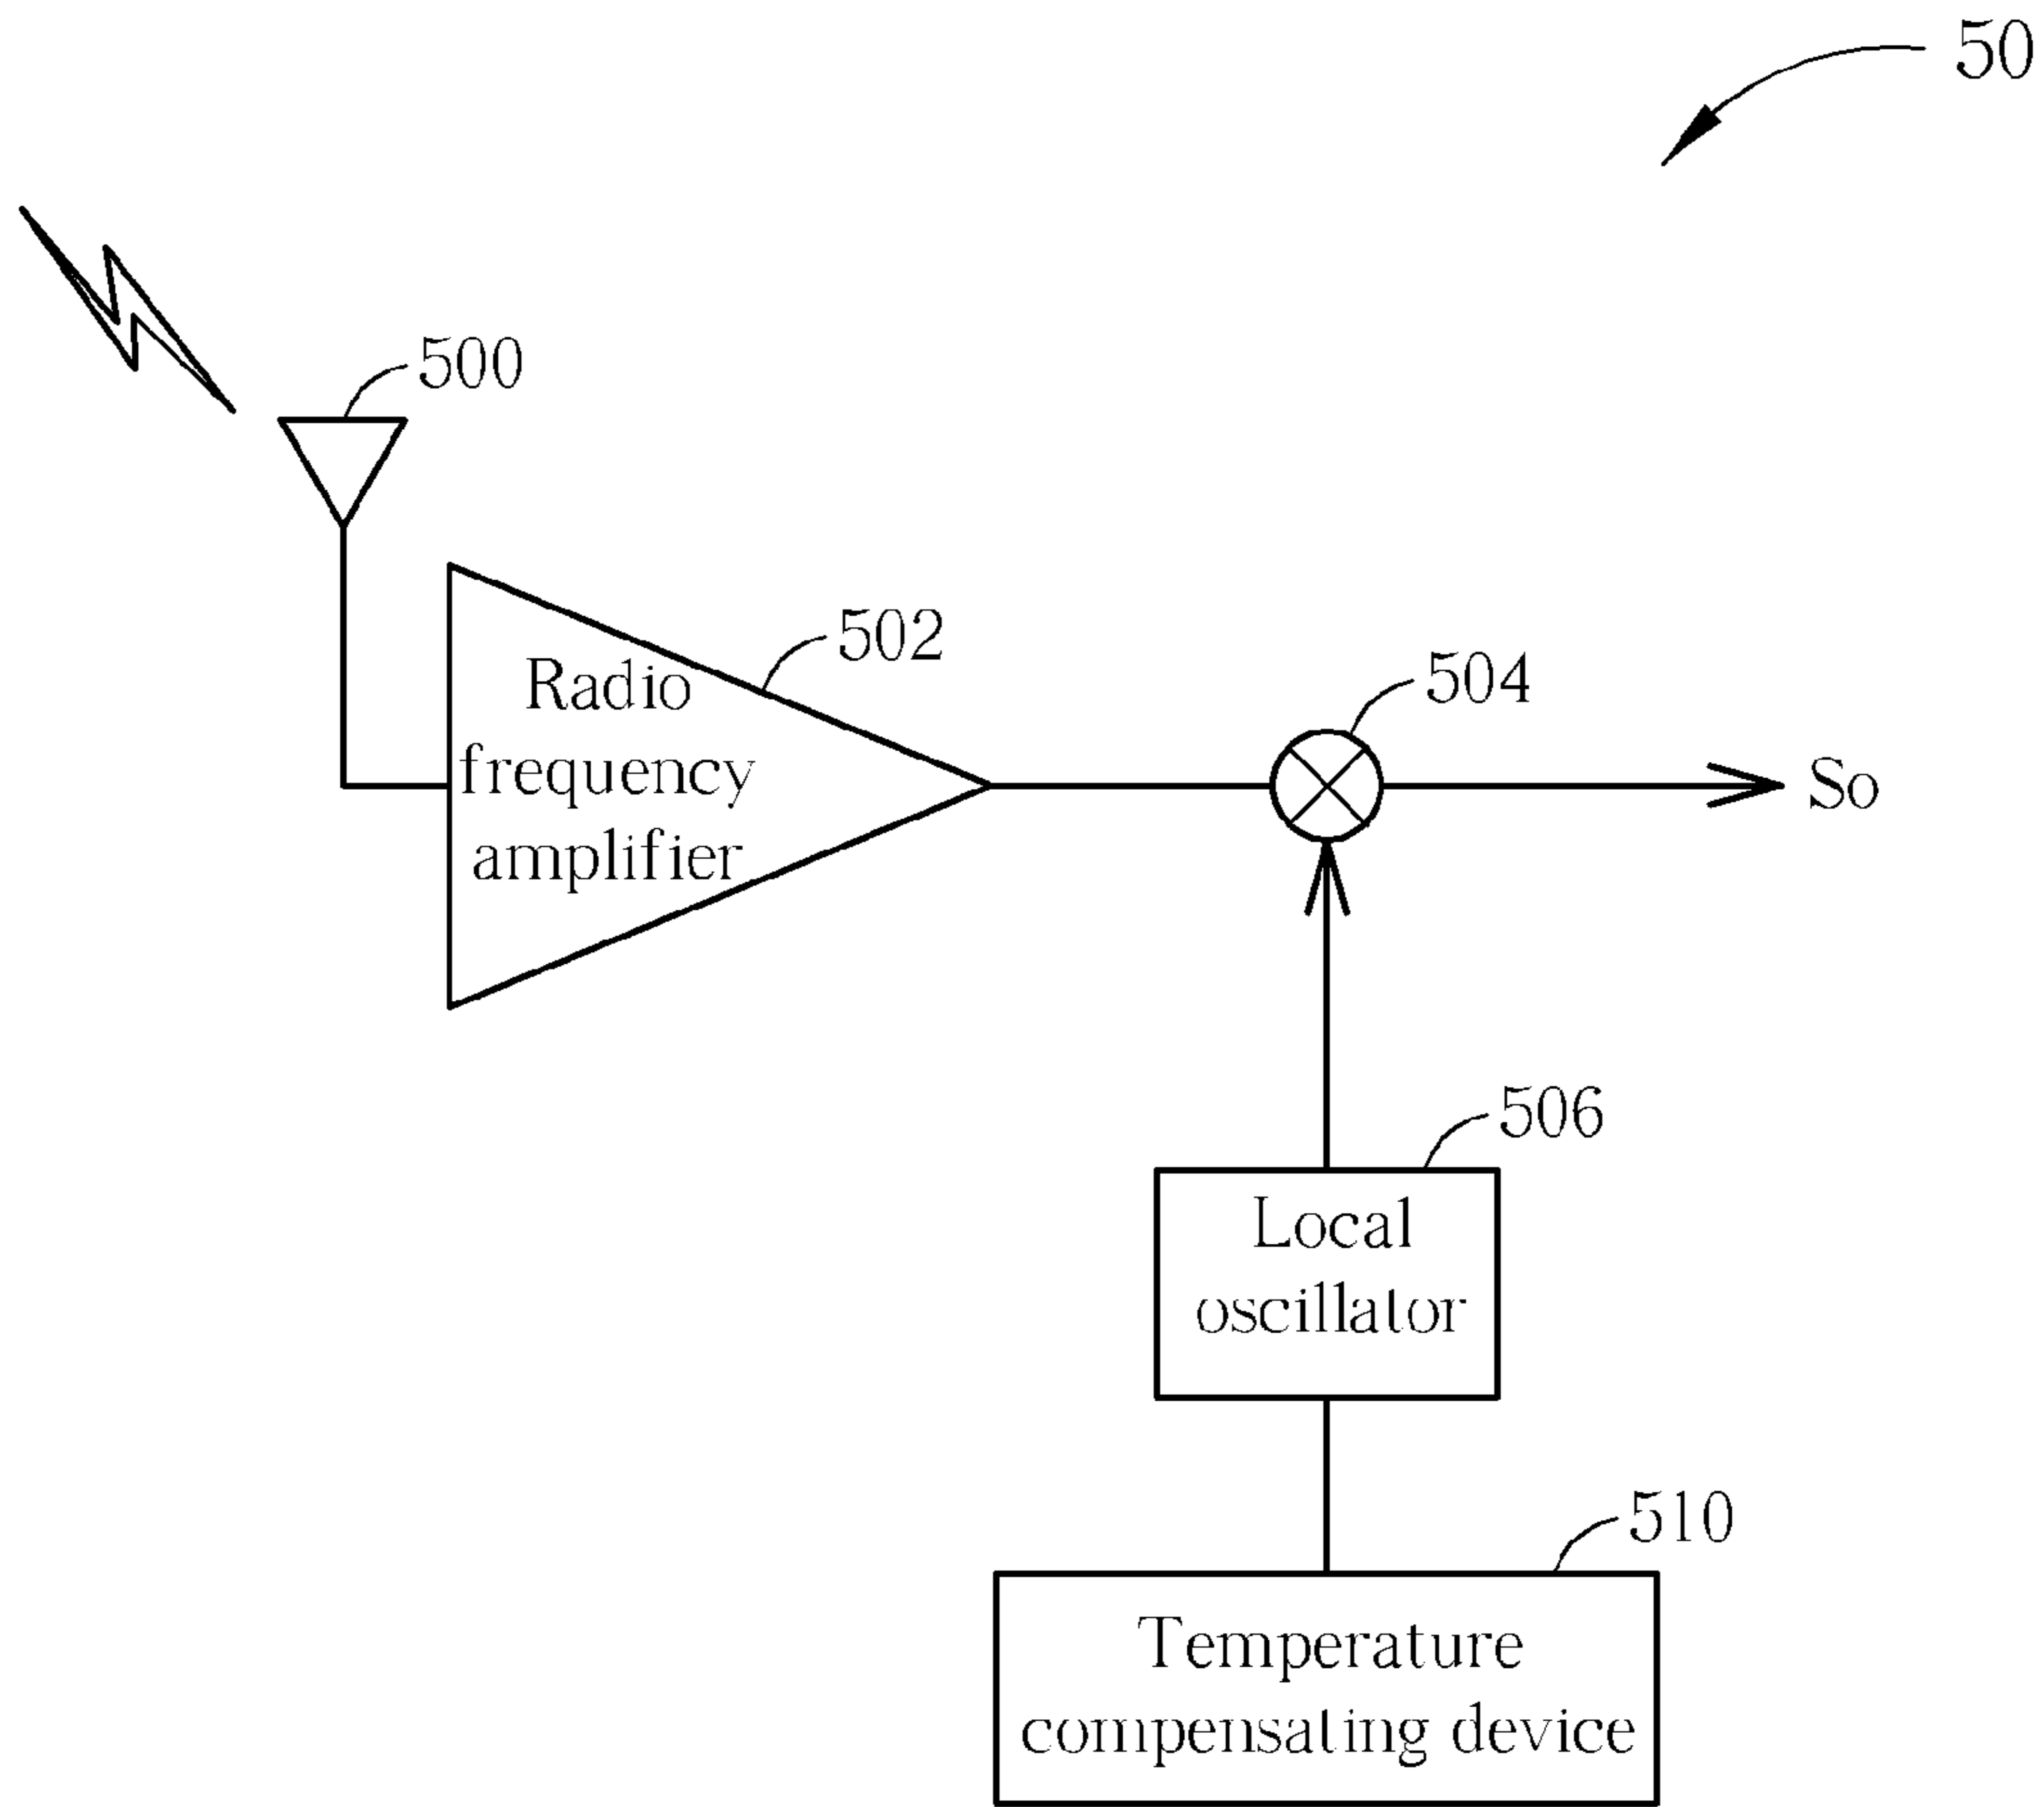 50
500
502
Radio
frequency
amplifier
504
So
506
Local
oscillator
510
Temperature
compensating device